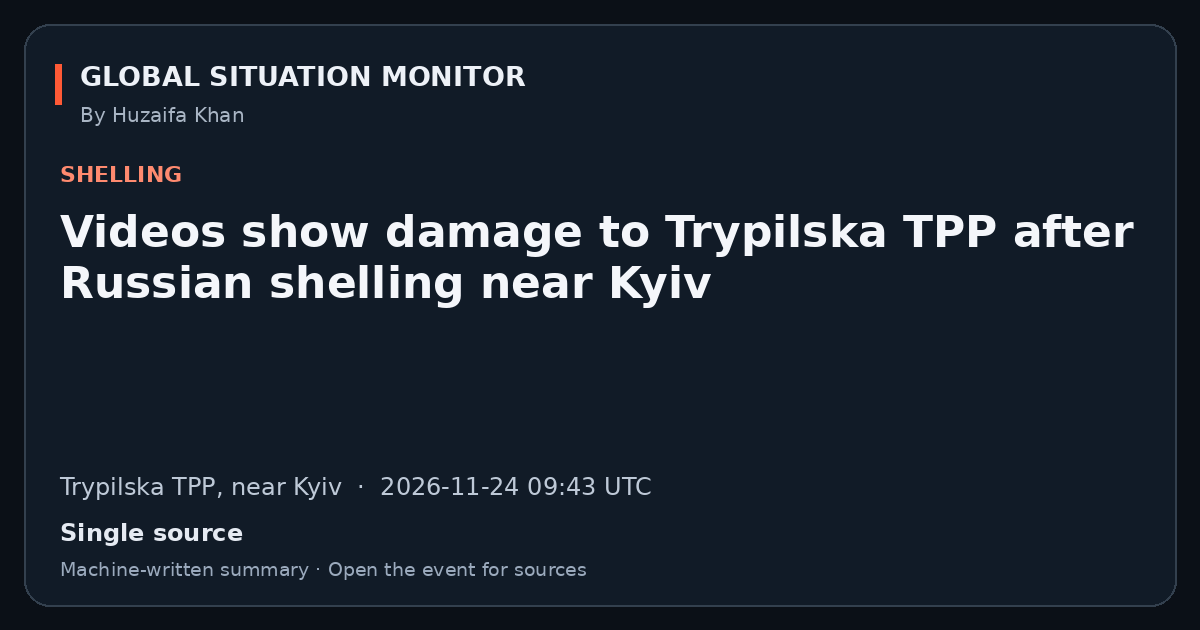 GLOBAL SITUATION MONITOR
By Huzaifa Khan
SHELLING
Videos show damage to Trypilska TPP after
Russian shelling near Kyiv
Trypilska TPP, near Kyiv · 2026-11-24 09:43 UTC
Single source
Machine-written summary · Open the event for sources